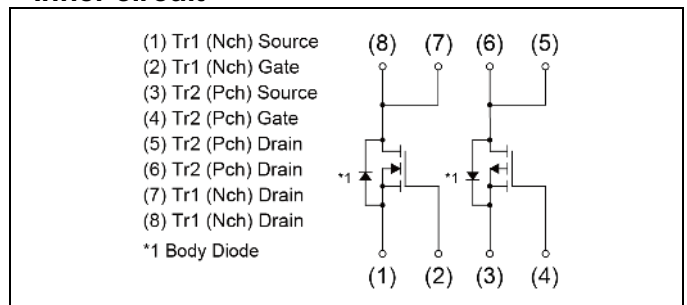 (1) Tr1 (Nch) Source
(2) Tr1 (Nch) Gate
(3) Tr2 (Pch) Source
(4) Tr2 (Pch) Gate
(5) Tr2 (Pch) Drain
(6) Tr2 (Pch) Drain
(7) Tr1 (Nch) Drain
(8) Tr1 (Nch) Drain
*1 Body Diode
(8) (7) (6) (5)
*1 *1
(1) (2) (3) (4)